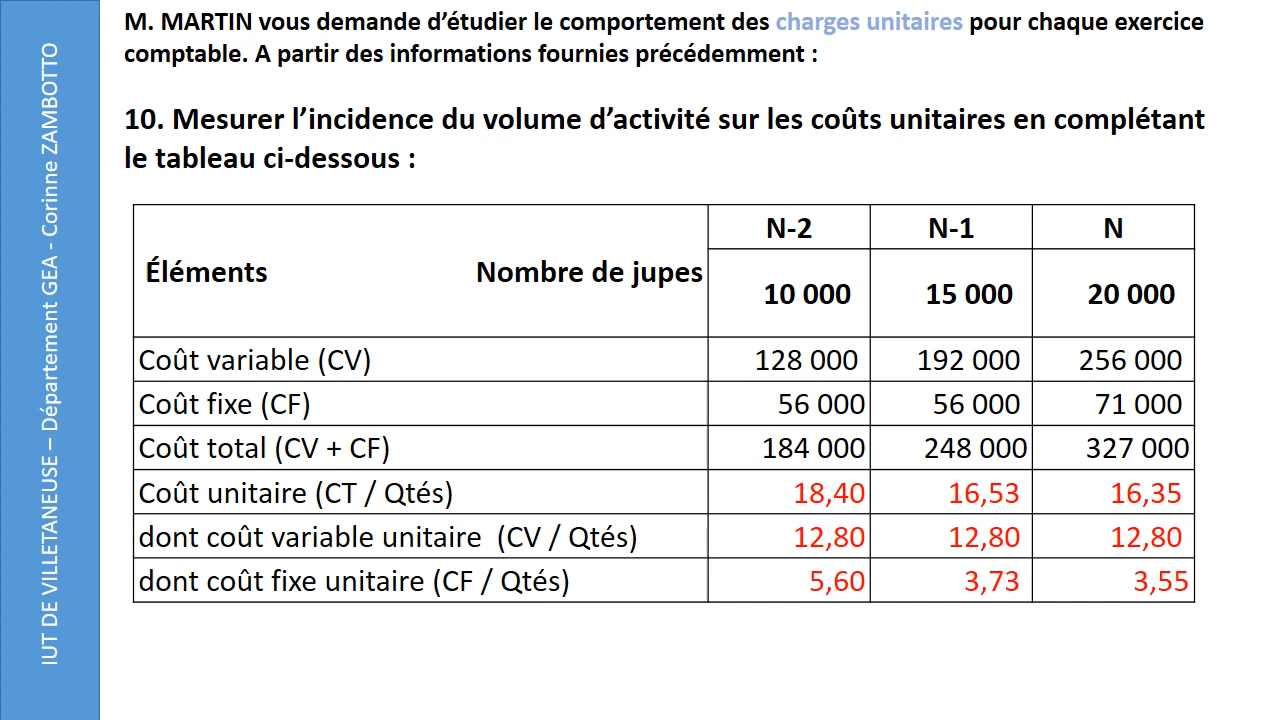 IUT DE VILLETANEUSE – Département GEA - Corinne ZAMBOTTO
M. MARTIN vous demande d’étudier le comportement des charges unitaires pour chaque exercice
comptable. A partir des informations fournies précédemment :
10. Mesurer l’incidence du volume d’activité sur les coûts unitaires en complétant
le tableau ci-dessous :
Éléments Nombre de jupes N-2 N-1 N
10 000 15 000 20 000
Coût variable (CV) 128 000 192 000 256 000
Coût fixe (CF) 56 000 56 000 71 000
Coût total (CV + CF) 184 000 248 000 327 000
Coût unitaire (CT / Qtés) 18,40 16,53 16,35
dont coût variable unitaire (CV / Qtés) 12,80 12,80 12,80
dont coût fixe unitaire (CF / Qtés) 5,60 3,73 3,55